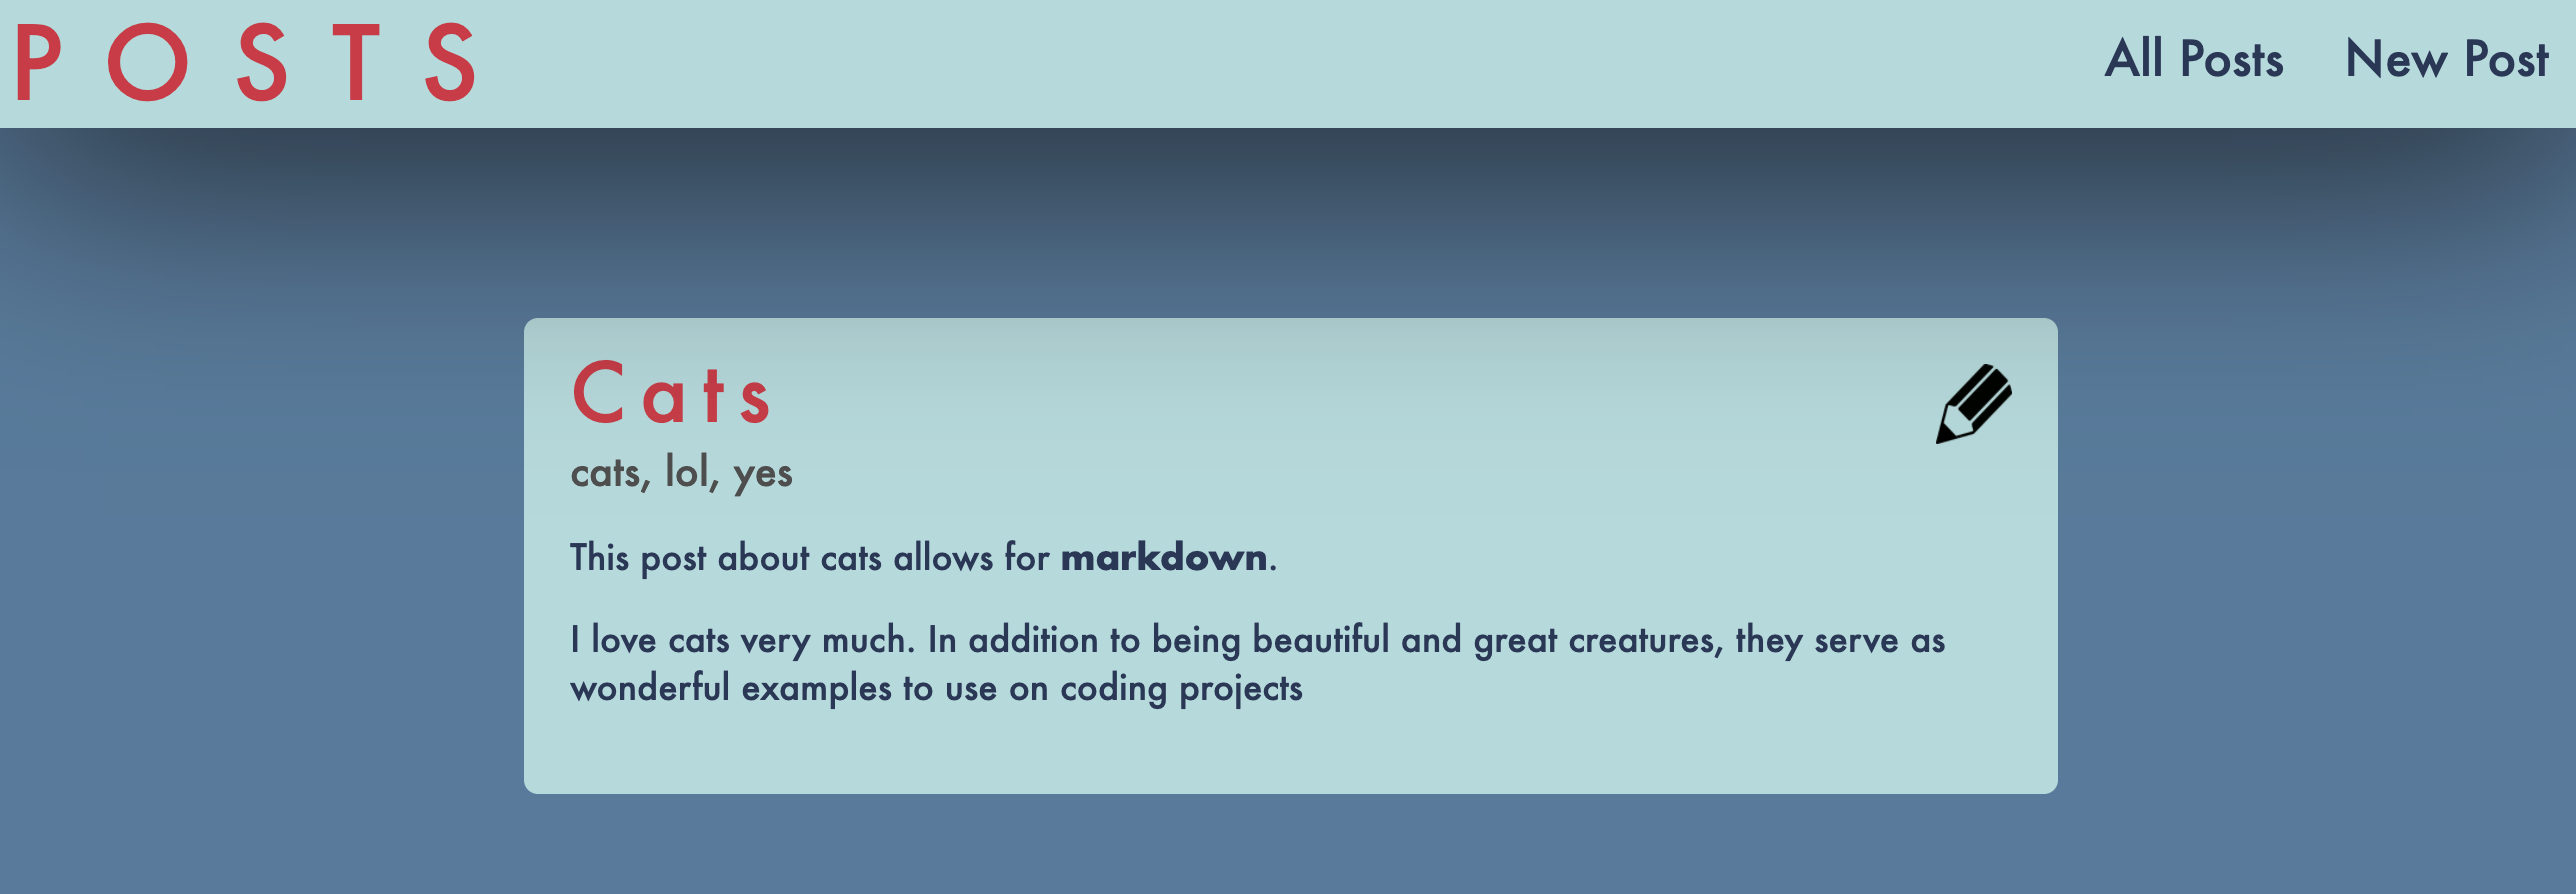 POSTS
All Posts New Post
Cats
cats, lol, yes
This post about cats allows for markdown.
I love cats very much. In addition to being beautiful and great creatures, they serve as
wonderful examples to use on coding projects